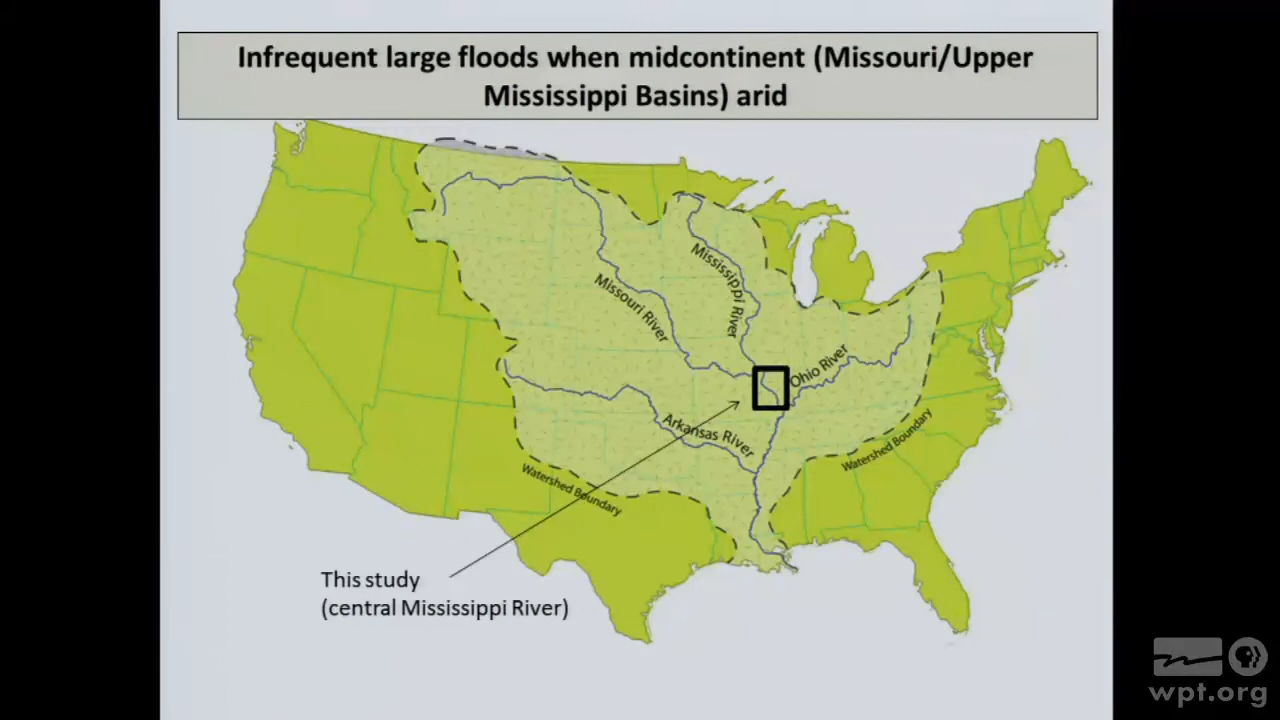 Infrequent large floods when midcontinent (Missouri/Upper
Mississippi Basins) arid
Mississippi River
Missouri River
Ohio River
Arkansas River
Watershed Boundary
Watershed Boundary
This study
(central Mississippi River)
wpt.org